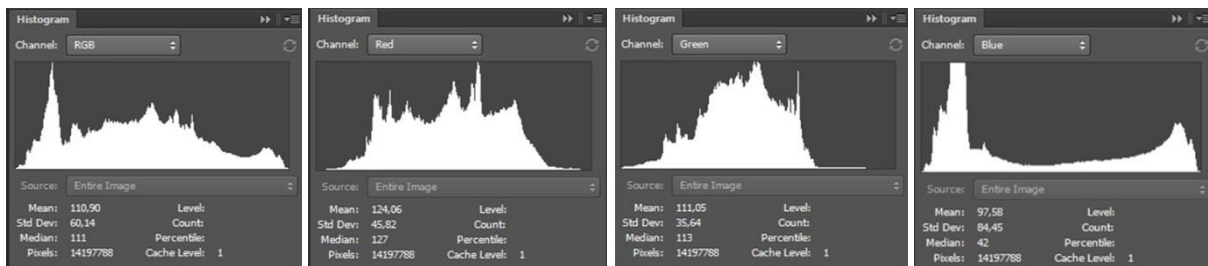 Histogram
Channel: RGB
Source: Entire Image
Mean: 110,90 Level:
Std Dev: 60,14 Count:
Median: 111 Percentile:
Pixels: 14197788 Cache Level: 1
Histogram
Channel: Red
Source: Entire Image
Mean: 124,06 Level:
Std Dev: 45,82 Count:
Median: 127 Percentile:
Pixels: 14197788 Cache Level: 1
Histogram
Channel: Green
Source: Entire Image
Mean: 111,05 Level:
Std Dev: 35,64 Count:
Median: 113 Percentile:
Pixels: 14197788 Cache Level: 1
Histogram
Channel: Blue
Source: Entire Image
Mean: 97,58 Level:
Std Dev: 84,45 Count:
Median: 42 Percentile:
Pixels: 14197788 Cache Level: 1